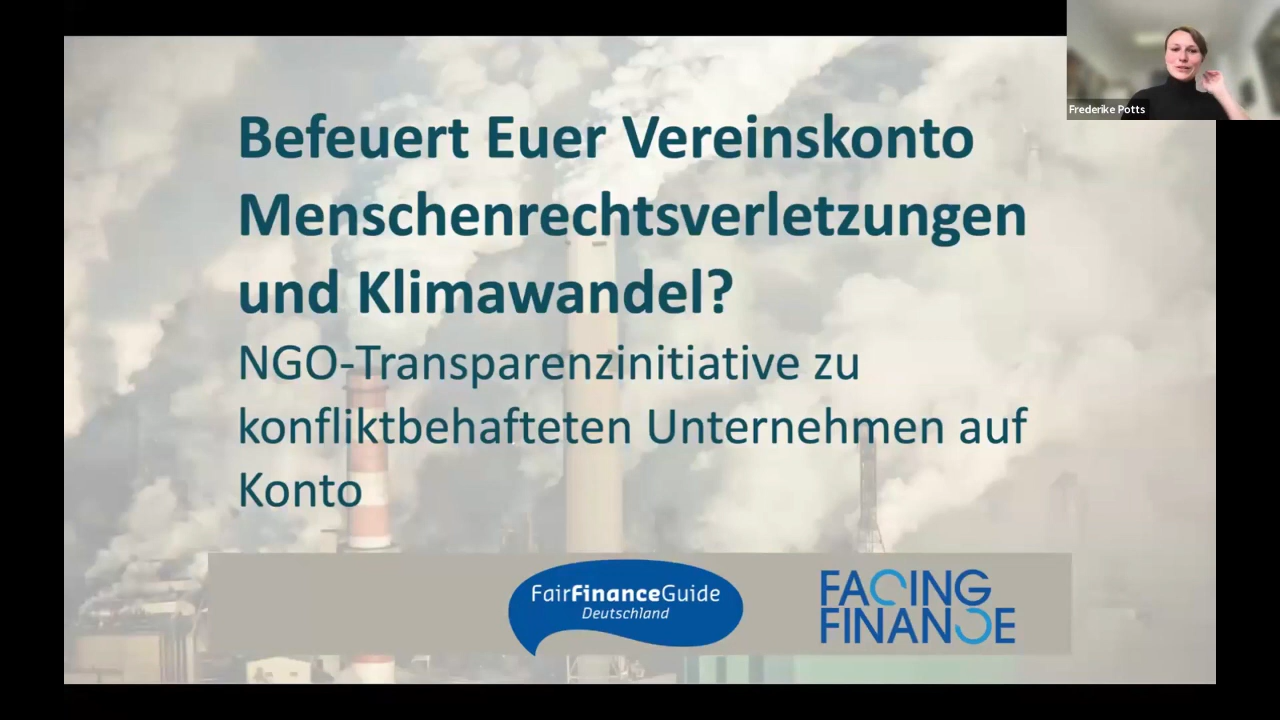 Befeuert Euer Vereinskonto
Menschenrechtsverletzungen
und Klimawandel?
NGO-Transparenzinitiative zu
konfliktbehafteten Unternehmen auf
Konto
FairFinanceGuide
Deutschland
FACING
FINANCE
Frederike Potts